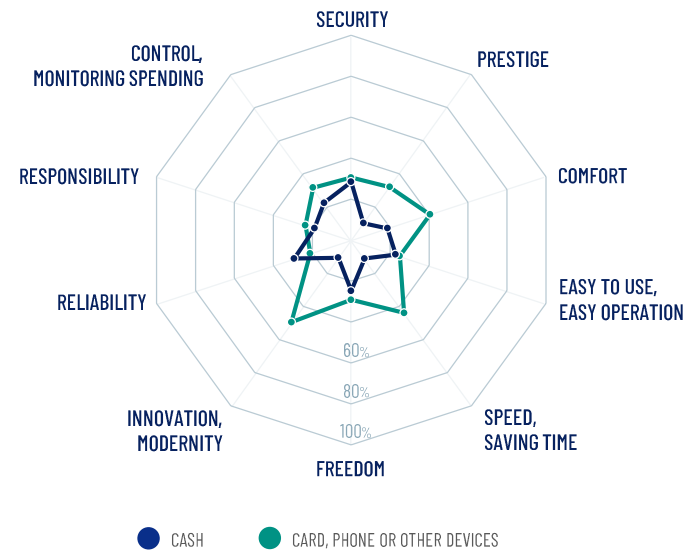 SECURITY
CONTROL,
MONITORING SPENDING
PRESTIGE
RESPONSIBILITY
COMFORT
RELIABILITY
EASY TO USE,
EASY OPERATION
60%
80%
100%
INNOVATION,
MODERNITY
SPEED,
SAVING TIME
FREEDOM
CASH
CARD, PHONE OR OTHER DEVICES